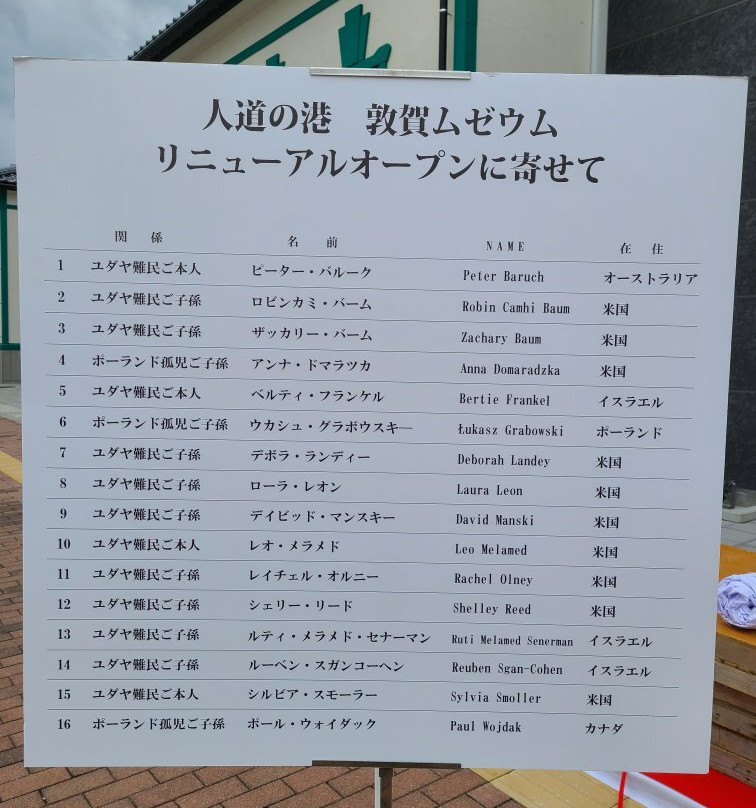 人道の港　敦賀ムゼウム
リニューアルオープンに寄せて
関係 名前 NAME 在住
1 ユダヤ難民ご本人 ピーター・バルーク Peter Baruch オーストラリア
2 ユダヤ難民ご子孫 ロビンカミ・バーム Robin Camhi Baum 米国
3 ユダヤ難民ご子孫 ザッカリー・バーム Zachary Baum 米国
4 ポーランド孤児ご子孫 アンナ・ドマラツカ Anna Domaradzka 米国
5 ユダヤ難民ご本人 ベルティ・フランケル Bertie Frankel イスラエル
6 ポーランド孤児ご子孫 ウカシュ・グラボウスキ― Łukasz Grabowski ポーランド
7 ユダヤ難民ご子孫 デボラ・ランディー Deborah Landey 米国
8 ユダヤ難民ご子孫 ローラ・レオン Laura Leon 米国
9 ユダヤ難民ご子孫 デイビッド・マンスキー David Manski 米国
10 ユダヤ難民ご本人 レオ・メラメド Leo Melamed 米国
11 ユダヤ難民ご子孫 レイチェル・オルニー Rachel Olney 米国
12 ユダヤ難民ご子孫 シェリー・リード Shelley Reed 米国
13 ユダヤ難民ご子孫 ルティ・メラメド・セナーマン Ruti Melamed Senerman イスラエル
14 ユダヤ難民ご子孫 ルーベン・スガンコーヘン Reuben Sgan-Cohen イスラエル
15 ユダヤ難民ご本人 シルビア・スモーラー Sylvia Smoller 米国
16 ポーランド孤児ご子孫 ポール・ウォイダック Paul Wojdak カナダ